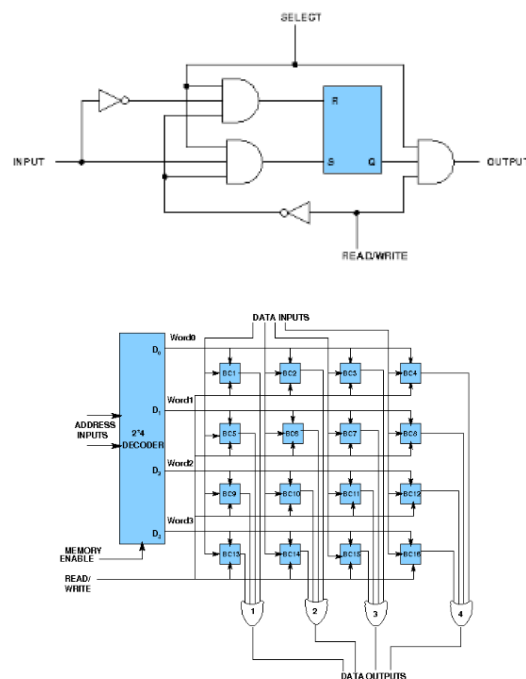 SELECT
R
INPUT
S
Q
OUTPUT
READ/WRITE
DATA INPUTS
Word0
D0
BC1
BC2
BC3
BC4
Word1
D1
ADDRESS
INPUTS
2*4
DECODER
BC5
BC6
BC7
BC8
Word2
D2
BC9
BC10
BC11
BC12
Word3
D3
MEMORY
ENABLE
BC13
BC14
BC15
BC16
READ/
WRITE
1
2
3
4
DATA OUTPUTS